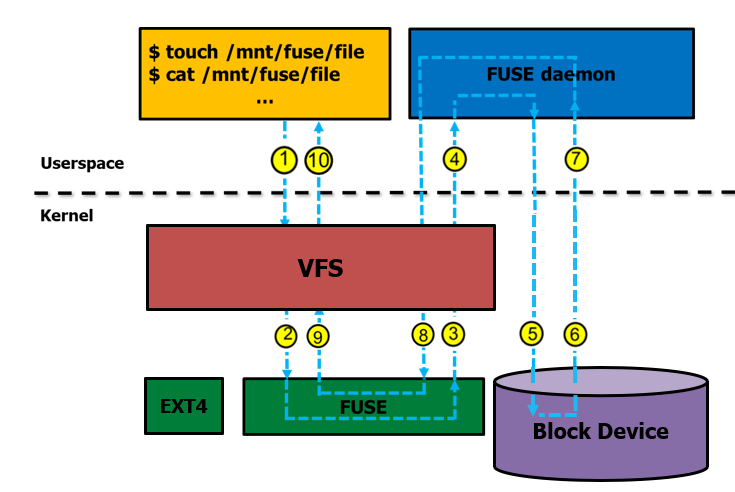 $ touch /mnt/fuse/file
$ cat /mnt/fuse/file
...
FUSE daemon
1
10
4
7
Userspace
Kernel
VFS
2
9
8
3
5
6
EXT4
FUSE
Block Device